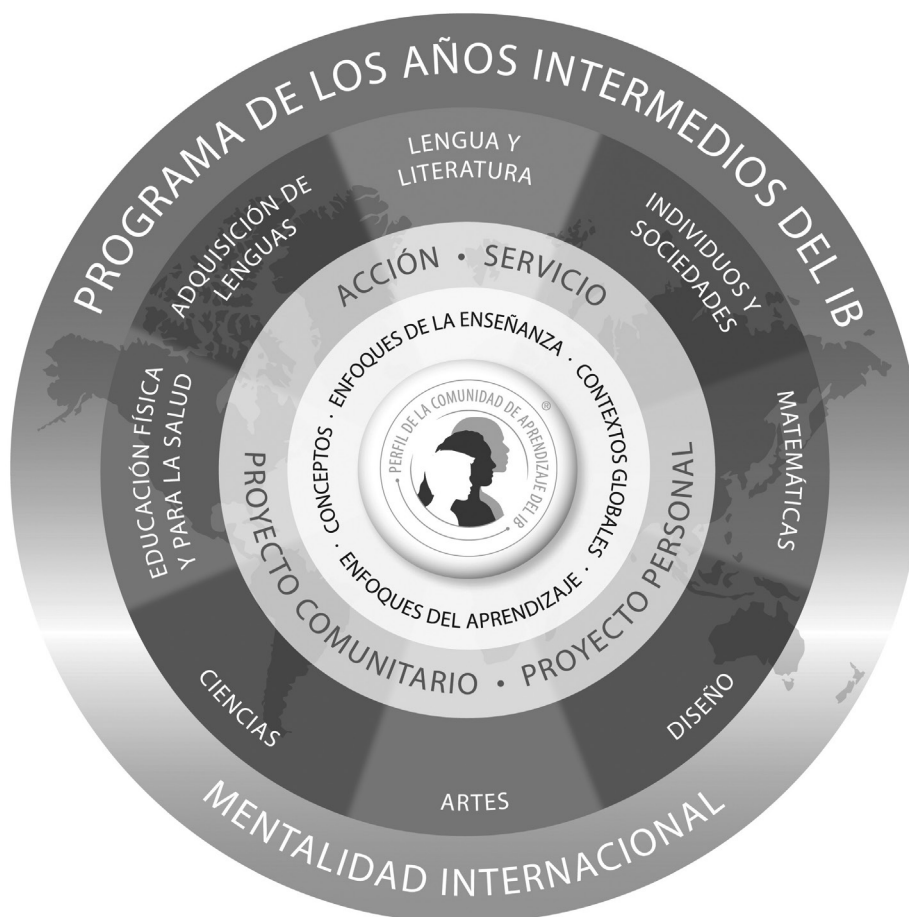 PROGRAMA DE LOS AÑOS INTERMEDIOS DEL IB
LENGUA Y
LITERATURA
INDIVIDUOS Y
SOCIEDADES
MATEMÁTICAS
DISEÑO
ARTES
CIENCIAS
EDUCACIÓN FÍSICA
Y PARA LA SALUD
ADQUISICIÓN DE
LENGUAS
ACCIÓN • SERVICIO
PROYECTO COMUNITARIO • PROYECTO PERSONAL
CONCEPTOS · ENFOQUES DE LA ENSEÑANZA · CONTEXTOS GLOBALES ·
ENFOQUES DEL APRENDIZAJE ·
• PERFIL DE LA COMUNIDAD DE APRENDIZAJE DEL IB • ®
MENTALIDAD INTERNACIONAL